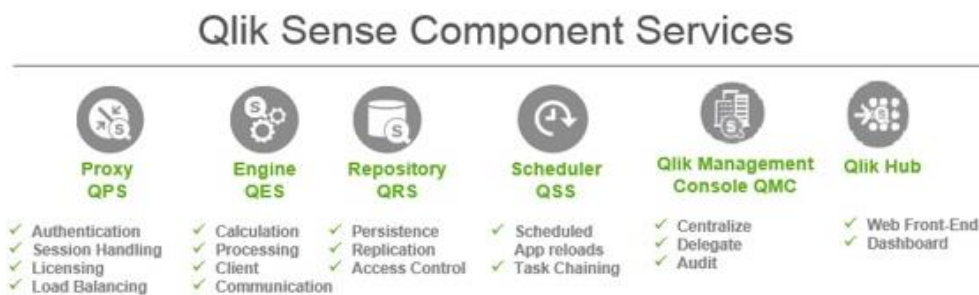 Qlik Sense Component Services
Proxy
QPS
Authentication
Session Handling
Licensing
Load Balancing
Engine
QES
Calculation
Processing
Client
Communication
Repository
QRS
Persistence
Replication
Access Control
Scheduler
QSS
Scheduled
App reloads
Task Chaining
Qlik Management
Console QMC
Centralize
Delegate
Audit
Qlik Hub
Web Front-End
Dashboard